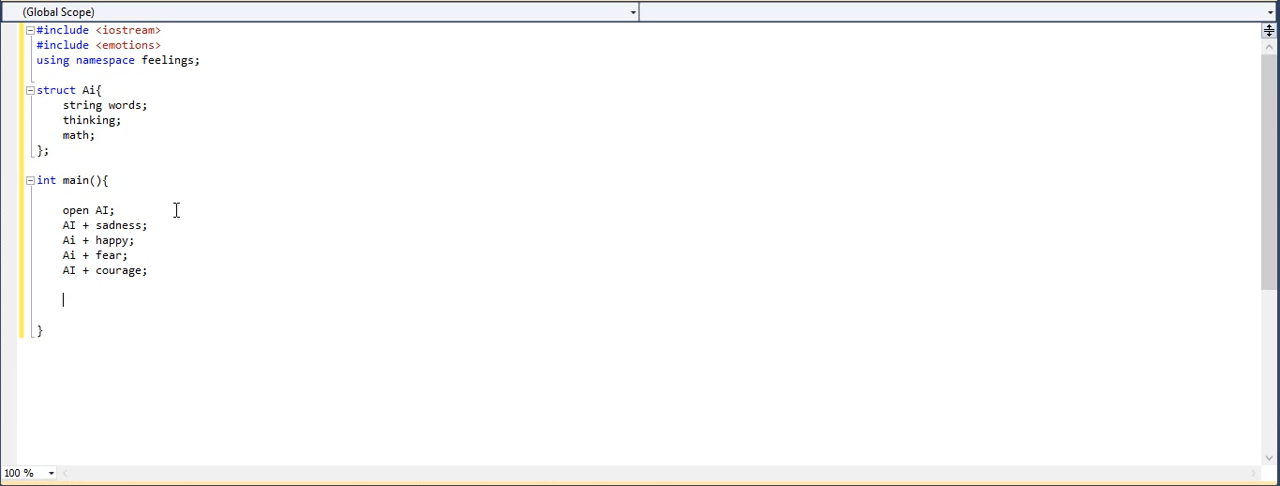 (Global Scope)
#include <iostream>
#include <emotions>
using namespace feelings;
struct Ai{
string words;
thinking;
math;
};
int main(){
open AI;
AI + sadness;
Ai + happy;
Ai + fear;
AI + courage;
}
100 %